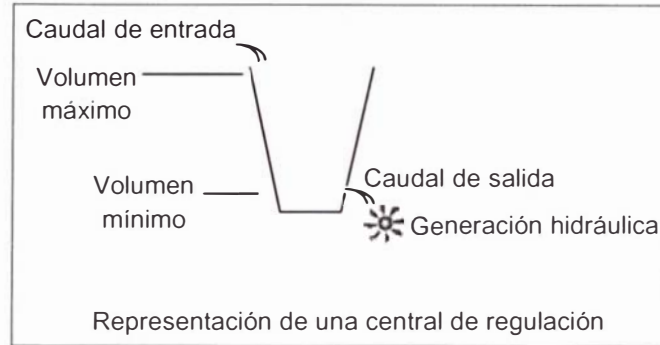 Caudal de entrada
Volumen
máximo
Volumen
mínimo
Caudal de salida
Generación hidráulica
Representación de una central de regulación